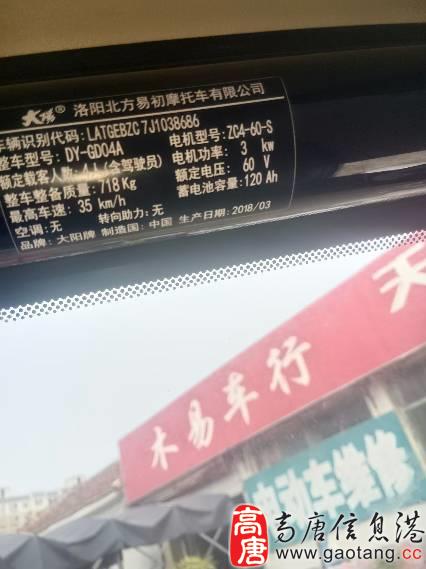 大阳® 洛阳北方易初摩托车有限公司
车辆识别代码: LATGEBZC7J1038686
整车型号: DY-GD04A 电机型号: ZC4-60-S
额定载客人数: 4人(含驾驶员) 电机功率: 3 kw
整车整备质量: 718Kg 额定电压: 60 V
最高车速: 35 km/h 蓄电池容量: 120 Ah
空调: 无 转向助力: 无
品牌: 大阳牌 制造国: 中国 生产日期: 2018/03
天
木易车行
电动车维修
高唐
高唐信息港
www.gaotang.cc